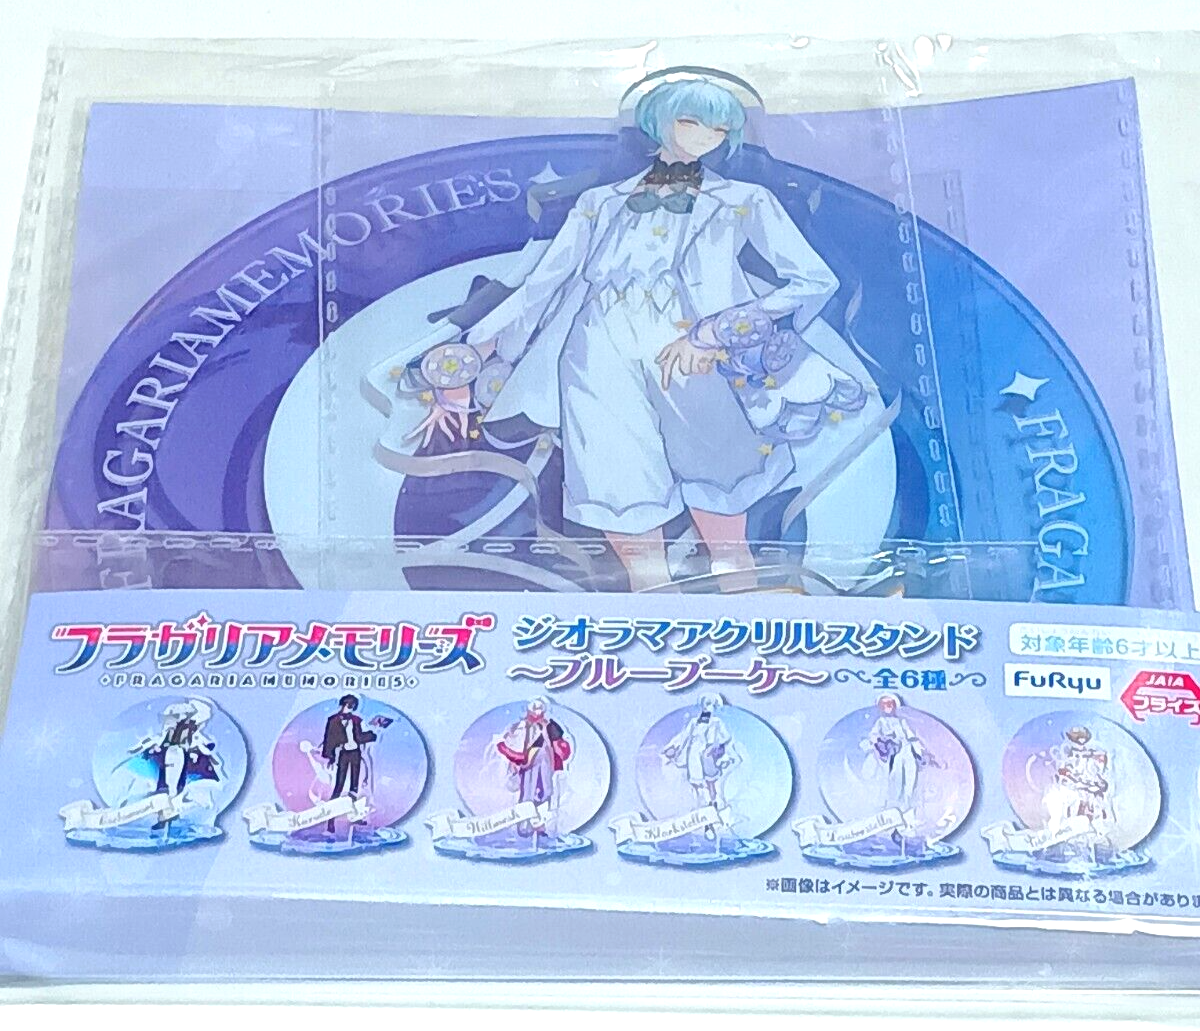 FRAGARIAMEMORIES
FRAGA
フラガリアメモリーズ
FRAGARIAMEMORIES
ジオラマアクリルスタンド
～ブルーブーケ～ 全6種
対象年齢6才以上
FuRyu
JAIA
プライズ
Kurode
Willmesh
Klarkstella
Lauberstella
※画像はイメージです。実際の商品とは異なる場合があり